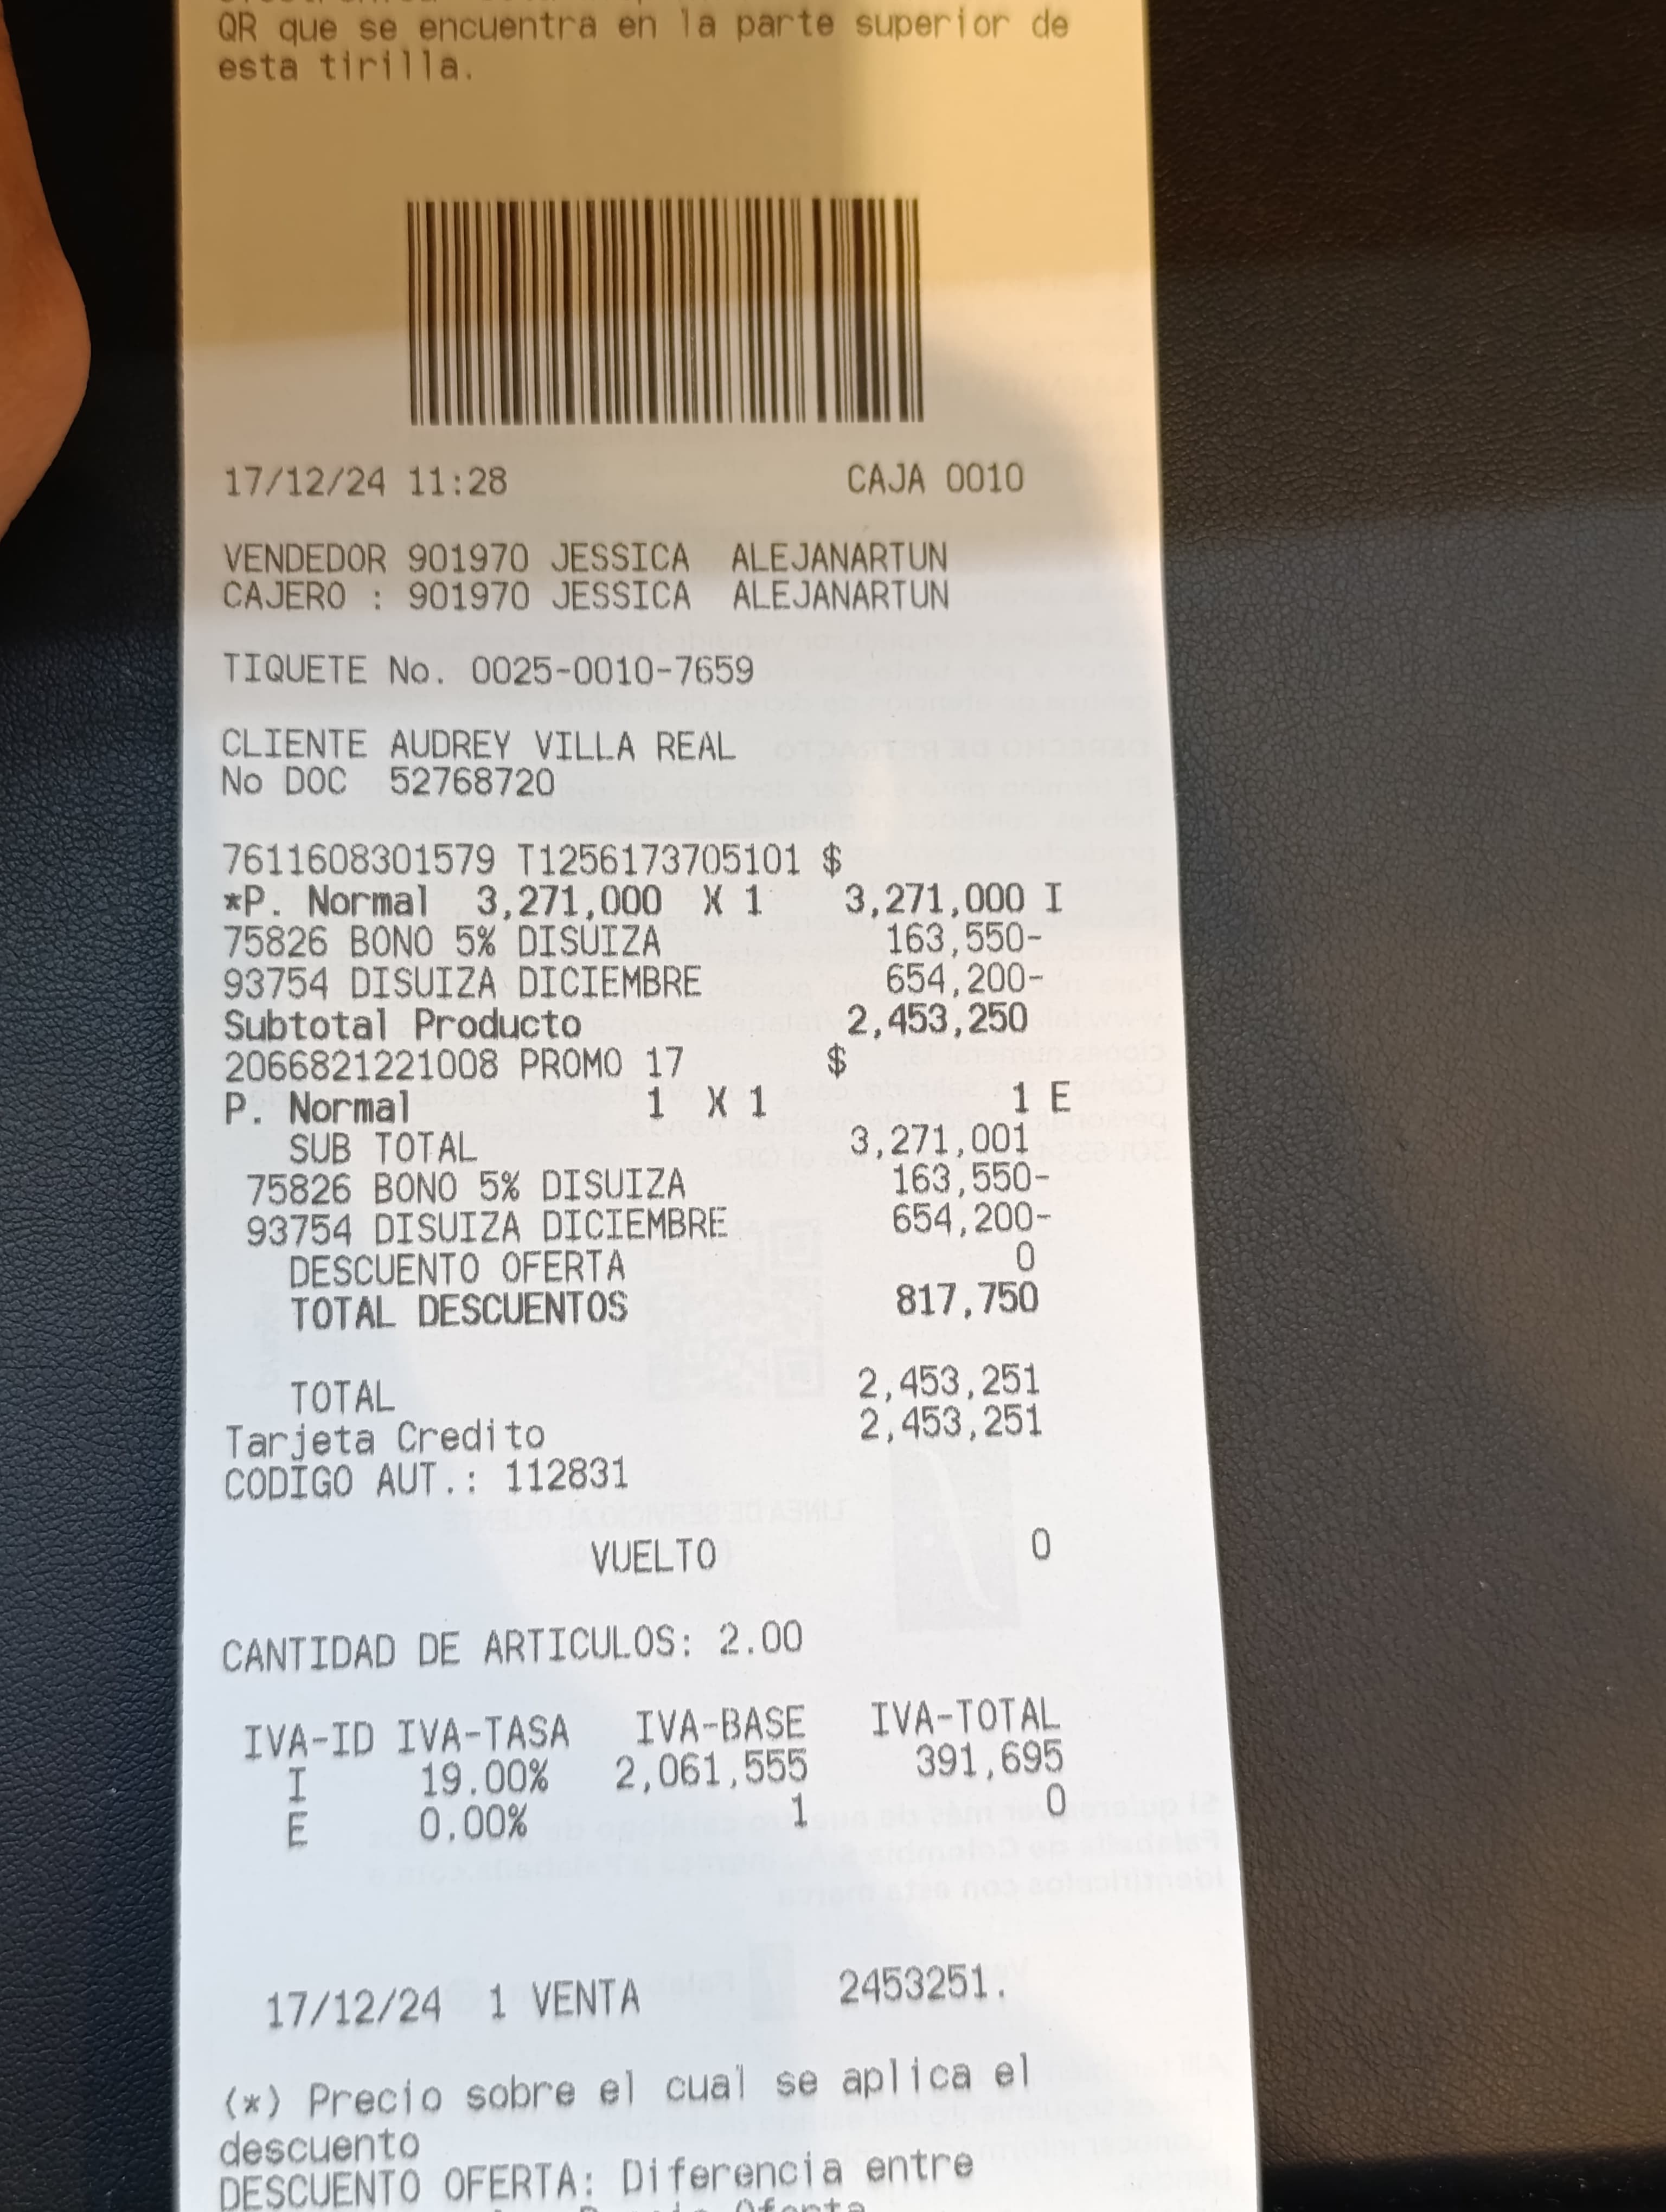 QR que se encuentra en la parte superior de
esta tirilla.
17/12/24 11:28 CAJA 0010
VENDEDOR 901970 JESSICA ALEJANARTUN
CAJERO : 901970 JESSICA ALEJANARTUN
TIQUETE No. 0025-0010-7659
CLIENTE AUDREY VILLA REAL
No DOC 52768720
7611608301579 T1256173705101 $
*P. Normal 3,271,000 X 1 3,271,000 I
75826 BONO 5% DISUIZA 163,550-
93754 DISUIZA DICIEMBRE 654,200-
Subtotal Producto 2,453,250
2066821221008 PROMO 17 $
P. Normal 1 X 1 1 E
SUB TOTAL 3,271,001
75826 BONO 5% DISUIZA 163,550-
93754 DISUIZA DICIEMBRE 654,200-
DESCUENTO OFERTA 0
TOTAL DESCUENTOS 817,750
TOTAL 2,453,251
Tarjeta Credito 2,453,251
CODIGO AUT.: 112831
VUELTO 0
CANTIDAD DE ARTICULOS: 2.00
IVA-ID IVA-TASA IVA-BASE IVA-TOTAL
I 19.00% 2,061,555 391,695
E 0.00% 1 0
17/12/24 1 VENTA 2453251.
(*) Precio sobre el cual se aplica el
descuento
DESCUENTO OFERTA: Diferencia entre